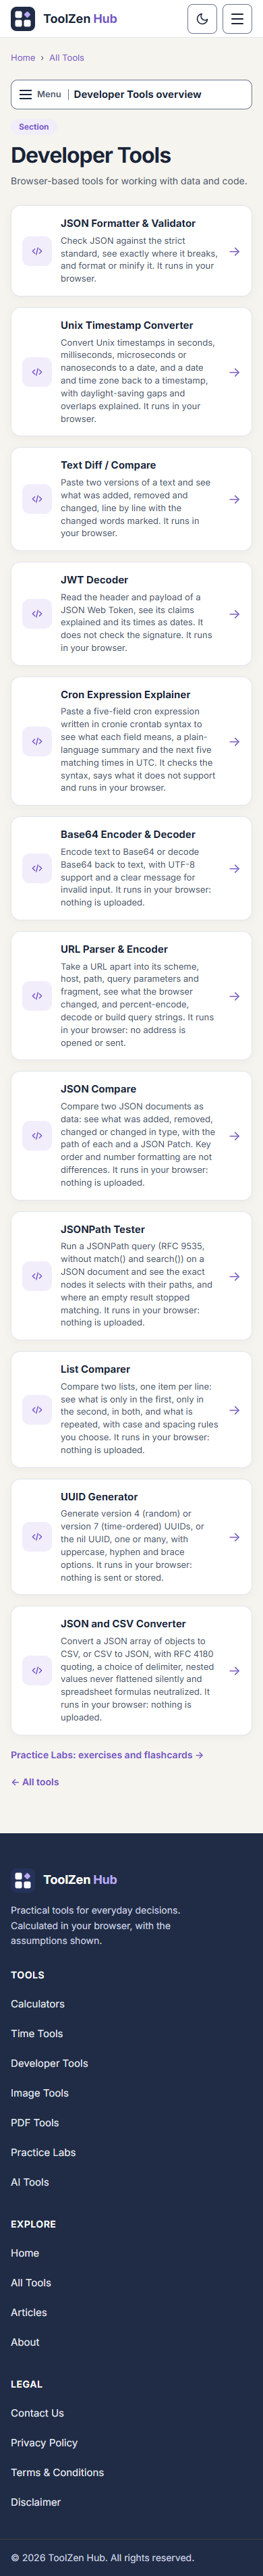 ToolZen Hub
Home › All Tools
Menu | Developer Tools overview
Section
Developer Tools
Browser-based tools for working with data and code.
JSON Formatter & Validator
Check JSON against the strict
standard, see exactly where it breaks,
and format or minify it. It runs in your
browser.
Unix Timestamp Converter
Convert Unix timestamps in seconds,
milliseconds, microseconds or
nanoseconds to a date, and a date
and time zone back to a timestamp,
with daylight-saving gaps and
overlaps explained. It runs in your
browser.
Text Diff / Compare
Paste two versions of a text and see
what was added, removed and
changed, line by line with the
changed words marked. It runs in
your browser.
JWT Decoder
Read the header and payload of a
JSON Web Token, see its claims
explained and its times as dates. It
does not check the signature. It runs
in your browser.
Cron Expression Explainer
Paste a five-field cron expression
written in cronie crontab syntax to
see what each field means, a plain-
language summary and the next five
matching times in UTC. It checks the
syntax, says what it does not support
and runs in your browser.
Base64 Encoder & Decoder
Encode text to Base64 or decode
Base64 back to text, with UTF-8
support and a clear message for
invalid input. It runs in your browser:
nothing is uploaded.
URL Parser & Encoder
Take a URL apart into its scheme,
host, path, query parameters and
fragment, see what the browser
changed, and percent-encode,
decode or build query strings. It runs
in your browser: no address is
opened or sent.
JSON Compare
Compare two JSON documents as
data: see what was added, removed,
changed or changed in type, with the
path of each and a JSON Patch. Key
order and number formatting are not
differences. It runs in your browser:
nothing is uploaded.
JSONPath Tester
Run a JSONPath query (RFC 9535,
without match() and search()) on a
JSON document and see the exact
nodes it selects with their paths, and
where an empty result stopped
matching. It runs in your browser:
nothing is uploaded.
List Comparer
Compare two lists, one item per line:
see what is only in the first, only in
the second, in both, and what is
repeated, with case and spacing rules
you choose. It runs in your browser:
nothing is uploaded.
UUID Generator
Generate version 4 (random) or
version 7 (time-ordered) UUIDs, or
the nil UUID, one or many, with
uppercase, hyphen and brace
options. It runs in your browser:
nothing is sent or stored.
JSON and CSV Converter
Convert a JSON array of objects to
CSV, or CSV to JSON, with RFC 4180
quoting, a choice of delimiter, nested
values never flattened silently and
spreadsheet formulas neutralized. It
runs in your browser: nothing is
uploaded.
Practice Labs: exercises and flashcards →
← All tools
ToolZen Hub
Practical tools for everyday decisions.
Calculated in your browser, with the
assumptions shown.
TOOLS
Calculators
Time Tools
Developer Tools
Image Tools
PDF Tools
Practice Labs
AI Tools
EXPLORE
Home
All Tools
Articles
About
LEGAL
Contact Us
Privacy Policy
Terms & Conditions
Disclaimer
© 2026 ToolZen Hub. All rights reserved.